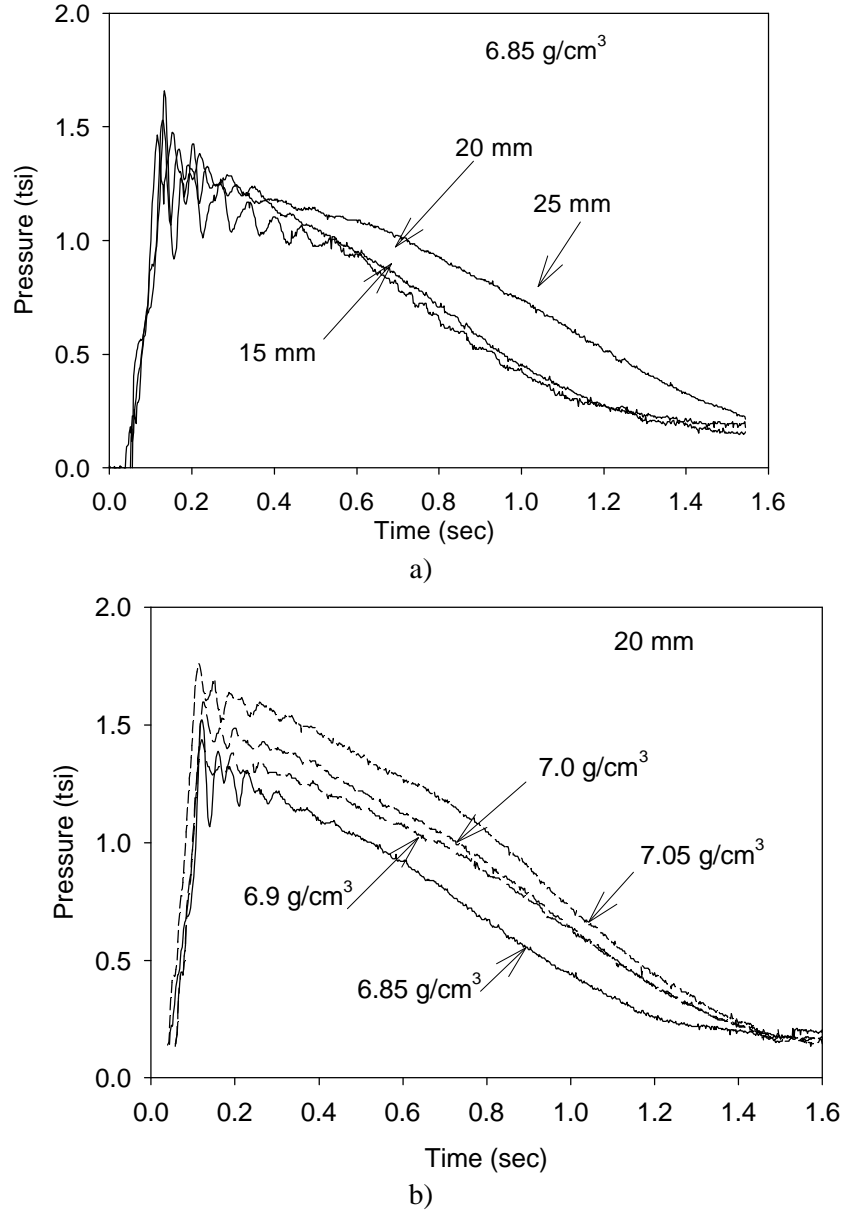 2.0
6.85 g/cm³
1.5
20 mm
25 mm
1.0
15 mm
0.5
0.0
0.0 0.2 0.4 0.6 0.8 1.0 1.2 1.4 1.6
Pressure (tsi)
Time (sec)
a)
2.0
20 mm
1.5
7.0 g/cm³
1.0
7.05 g/cm³
6.9 g/cm³
0.5
6.85 g/cm³
0.0
0.0 0.2 0.4 0.6 0.8 1.0 1.2 1.4 1.6
Pressure (tsi)
Time (sec)
b)